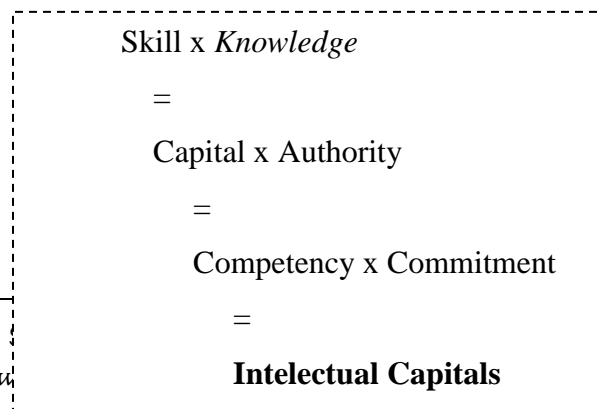 Skill x Knowledge
=
Capital x Authority
=
Competency x Commitment
=
Intelectual Capitals